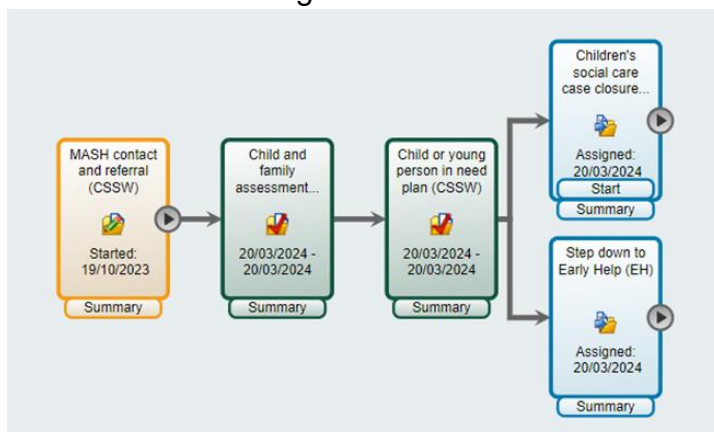 MASH contact
and referral
(CSSW)
Started:
19/10/2023
Summary
Child and
family
assessment...
20/03/2024 -
20/03/2024
Summary
Child or young
person in need
plan (CSSW)
20/03/2024 -
20/03/2024
Summary
Children's
social care
case closure...
Assigned:
20/03/2024
Start
Summary
Step down to
Early Help (EH)
Assigned:
20/03/2024
Summary